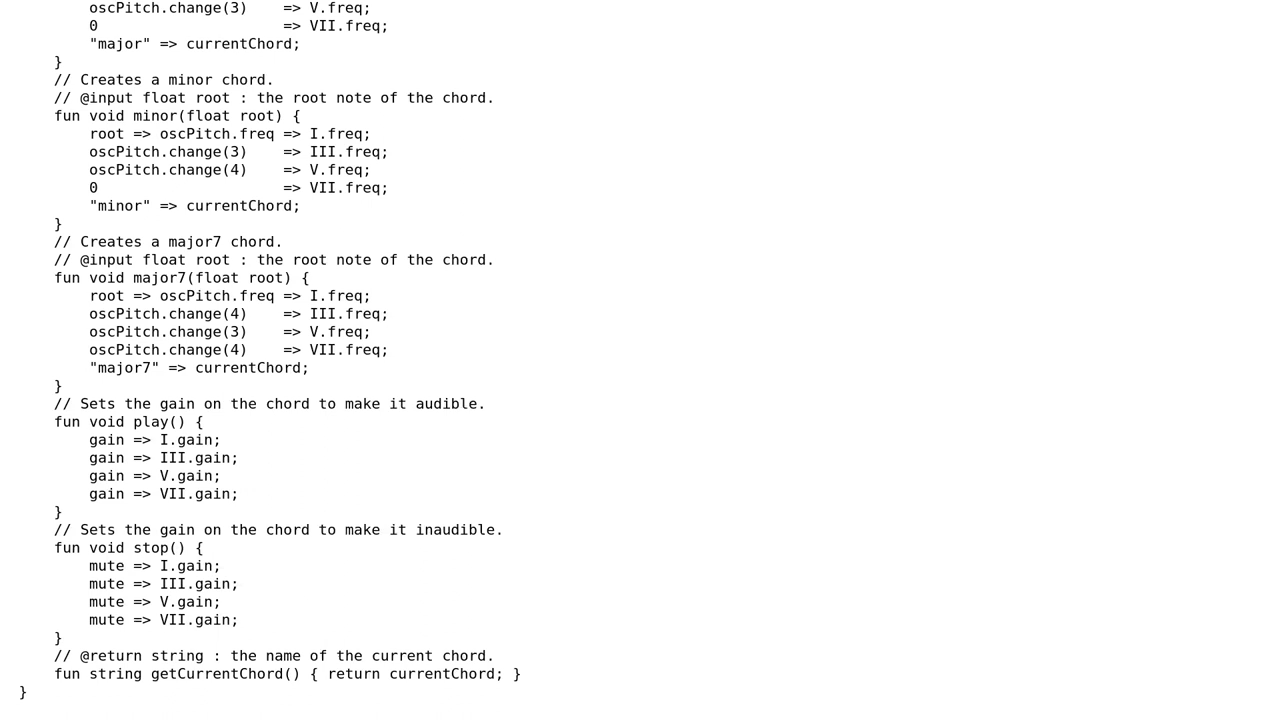 oscPitch.change(3)    => V.freq;
        0                     => VII.freq;
        "major" => currentChord;
    }
    // Creates a minor chord.
    // @input float root : the root note of the chord.
    fun void minor(float root) {
        root => oscPitch.freq => I.freq;
        oscPitch.change(3)    => III.freq;
        oscPitch.change(4)    => V.freq;
        0                     => VII.freq;
        "minor" => currentChord;
    }
    // Creates a major7 chord.
    // @input float root : the root note of the chord.
    fun void major7(float root) {
        root => oscPitch.freq => I.freq;
        oscPitch.change(4)    => III.freq;
        oscPitch.change(3)    => V.freq;
        oscPitch.change(4)    => VII.freq;
        "major7" => currentChord;
    }
    // Sets the gain on the chord to make it audible.
    fun void play() {
        gain => I.gain;
        gain => III.gain;
        gain => V.gain;
        gain => VII.gain;
    }
    // Sets the gain on the chord to make it inaudible.
    fun void stop() {
        mute => I.gain;
        mute => III.gain;
        mute => V.gain;
        mute => VII.gain;
    }
    // @return string : the name of the current chord.
    fun string getCurrentChord() { return currentChord; }
}